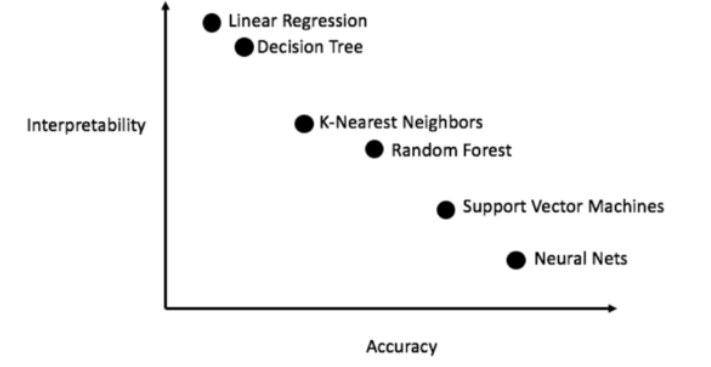 Linear Regression
Decision Tree
Interpretability
K-Nearest Neighbors
Random Forest
Support Vector Machines
Neural Nets
Accuracy